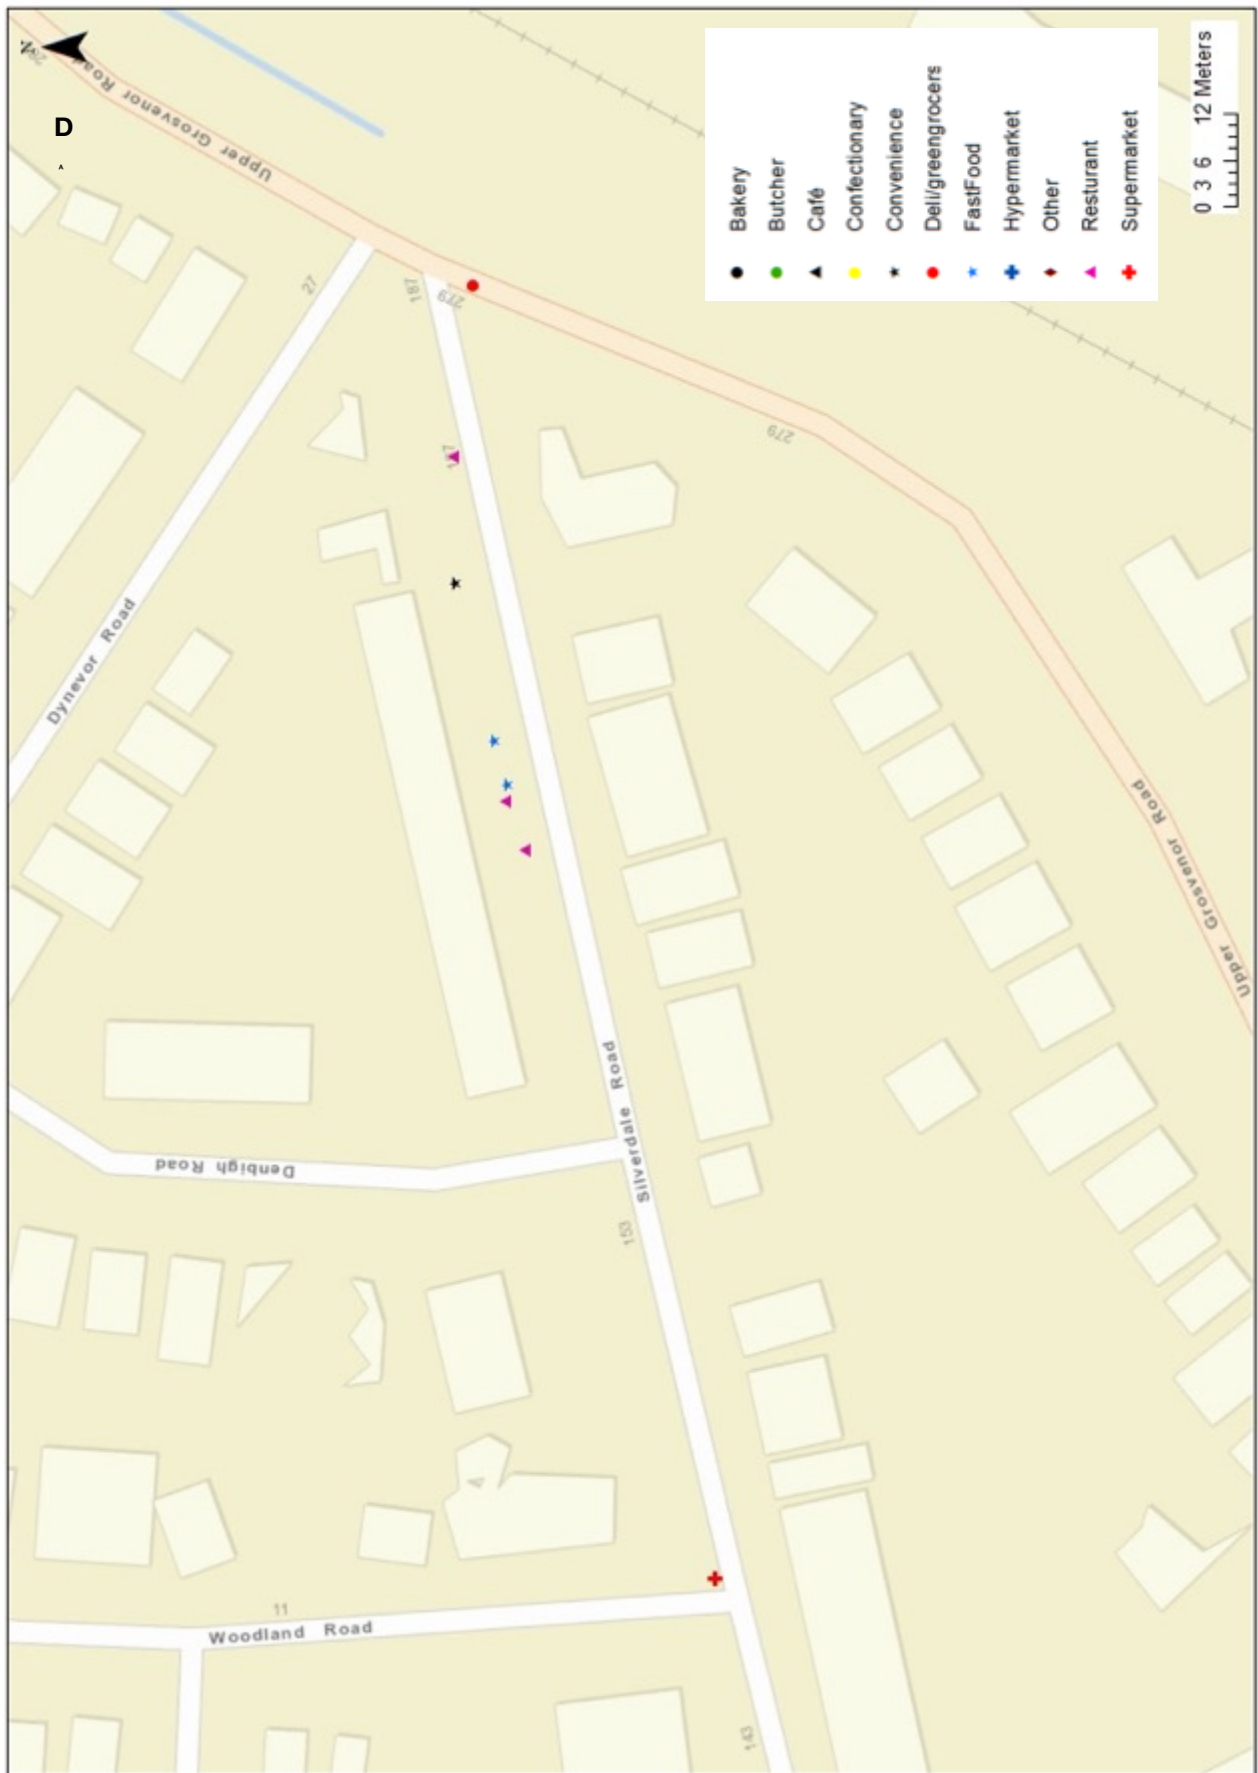 N
282
Upper Grosvenor Road
D
A
27
187
279
187
279
Dynevor Road
Denbigh Road
Silverdale Road
153
Upper Grosvenor Road
11
Woodland Road
143
Bakery
Butcher
Café
Confectionary
Convenience
Deli/greengrocers
FastFood
Hypermarket
Other
Resturant
Supermarket
0 3 6 12 Meters